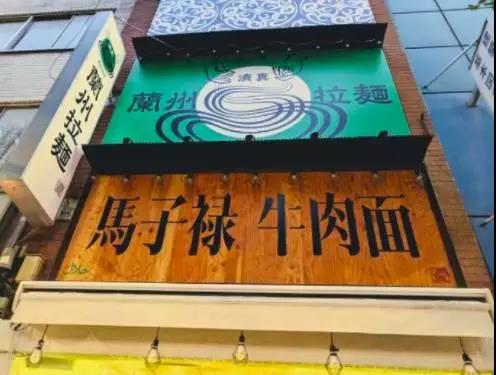 清真
蘭州 拉麺
馬子禄 牛肉面
蘭州拉麺